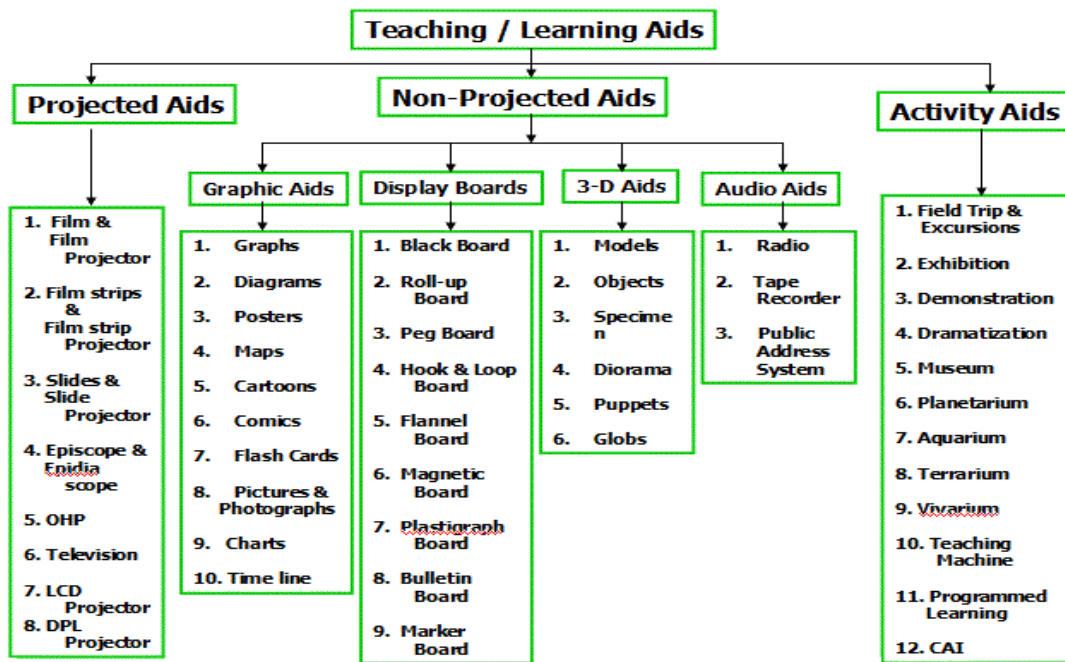 Teaching / Learning Aids
Projected Aids
Non-Projected Aids
Activity Aids
Graphic Aids
Display Boards
3-D Aids
Audio Aids
1. Film &
Film
Projector
2. Film strips
&
Film strip
Projector
3. Slides &
Slide
Projector
4. Episcope &
Epidia
scope
5. OHP
6. Television
7. LCD
Projector
8. DPL
Projector
1. Graphs
2. Diagrams
3. Posters
4. Maps
5. Cartoons
6. Comics
7. Flash Cards
8. Pictures &
Photographs
9. Charts
10. Time line
1. Black Board
2. Roll-up
Board
3. Peg Board
4. Hook & Loop
Board
5. Flannel
Board
6. Magnetic
Board
7. Plastigraph
Board
8. Bulletin
Board
9. Marker
Board
1. Models
2. Objects
3. Specime
n
4. Diorama
5. Puppets
6. Globs
1. Radio
2. Tape
Recorder
3. Public
Address
System
1. Field Trip &
Excursions
2. Exhibition
3. Demonstration
4. Dramatization
5. Museum
6. Planetarium
7. Aquarium
8. Terrarium
9. Vivarium
10. Teaching
Machine
11. Programmed
Learning
12. CAI